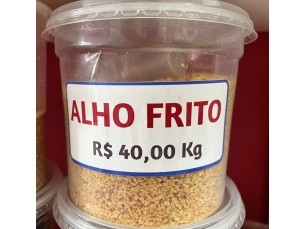 ALHO FRITO
R$ 40,00 Kg